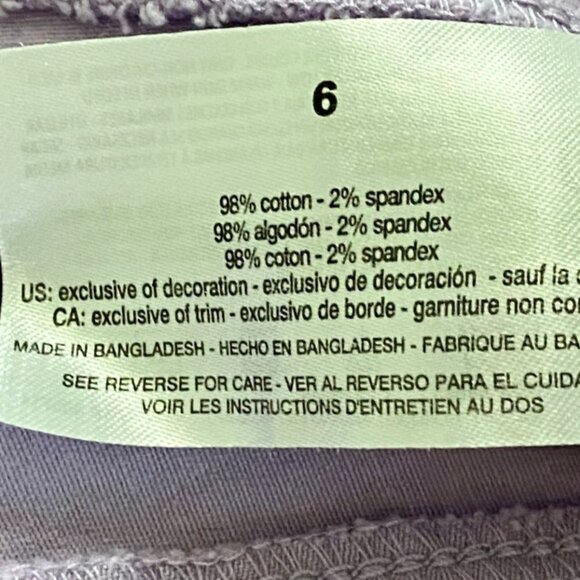 6
98% cotton - 2% spandex
98% algodón - 2% spandex
98% coton - 2% spandex
US: exclusive of decoration - exclusivo de decoración - sauf la
CA: exclusive of trim - exclusivo de borde - garniture non
MADE IN BANGLADESH - HECHO EN BANGLADESH - FABRIQUE AU
SEE REVERSE FOR CARE - VER AL REVERSO PARA EL
VOIR LES INSTRUCTIONS D'ENTRETIEN AU DOS